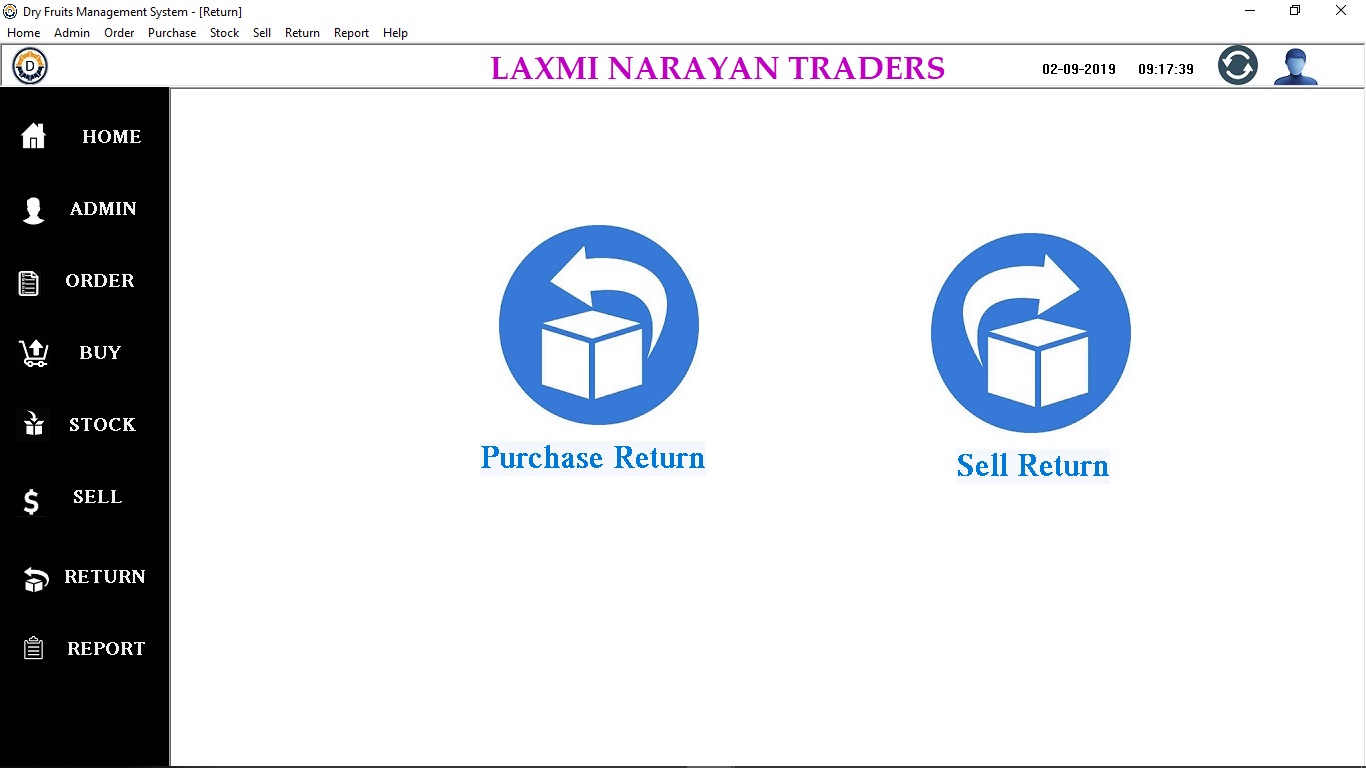 Dry Fruits Management System - [Return]
Home Admin Order Purchase Stock Sell Return Report Help
D LAXMI NARAYAN TRADERS 02-09-2019 09:17:39
HOME
ADMIN
ORDER
BUY
STOCK
SELL
RETURN
REPORT
Purchase Return
Sell Return